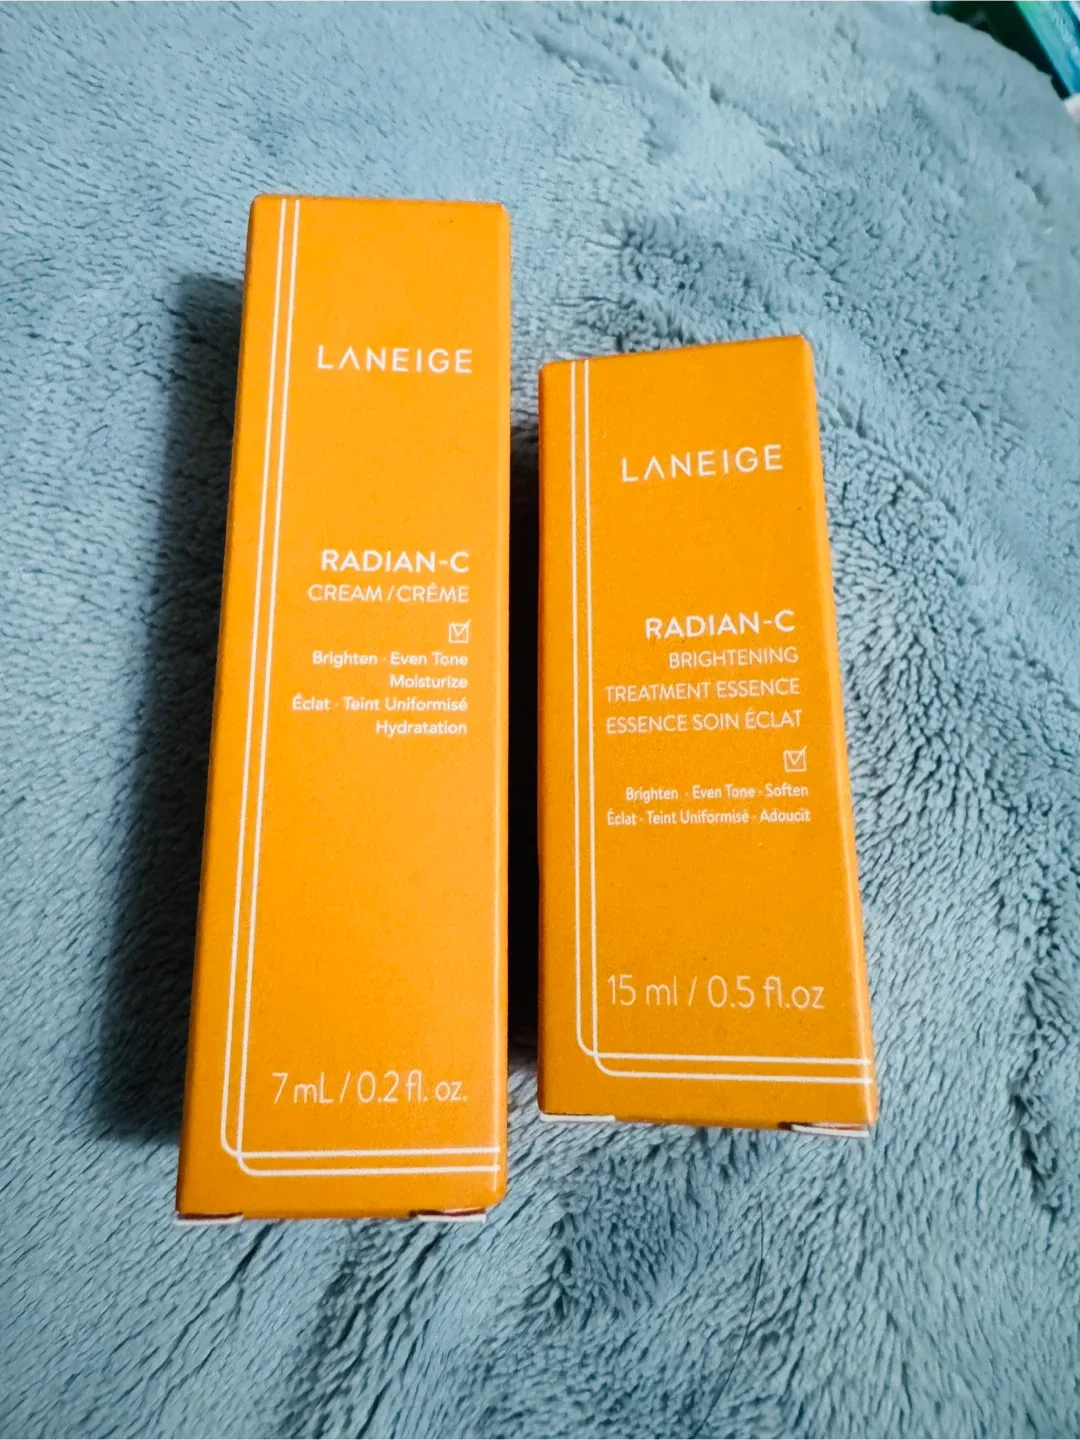 LANEIGE
RADIAN-C
CREAM / CRÈME
Brighten · Even Tone
Moisturize
Éclat · Teint Uniformisé
Hydratation
7 mL / 0.2 fl. oz.
LANEIGE
RADIAN-C
BRIGHTENING
TREATMENT ESSENCE
ESSENCE SOIN ÉCLAT
Brighten · Even Tone · Soften
Éclat · Teint Uniformisé · Adoucit
15 ml / 0.5 fl.oz